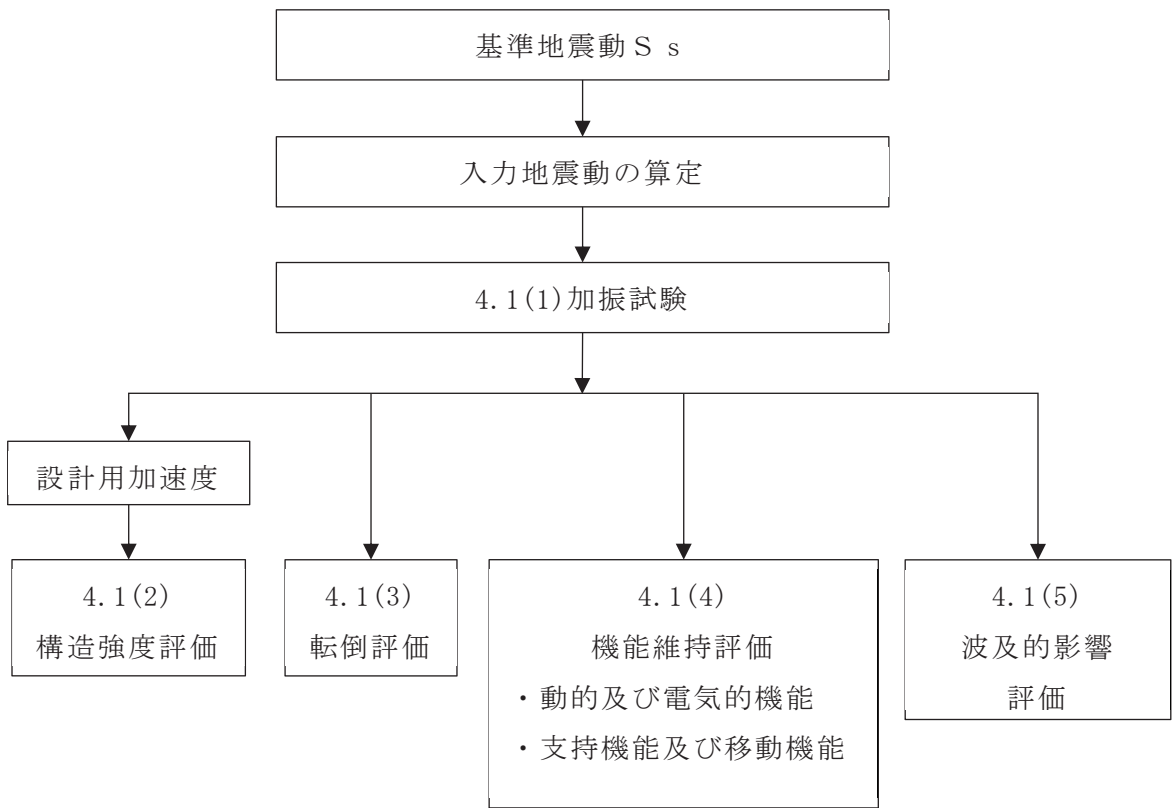 基準地震動Ｓｓ
入力地震動の算定
4.1(1)加振試験
設計用加速度
4.1(2)
構造強度評価
4.1(3)
転倒評価
4.1(4)
機能維持評価
・動的及び電気的機能
・支持機能及び移動機能
4.1(5)
波及的影響
評価